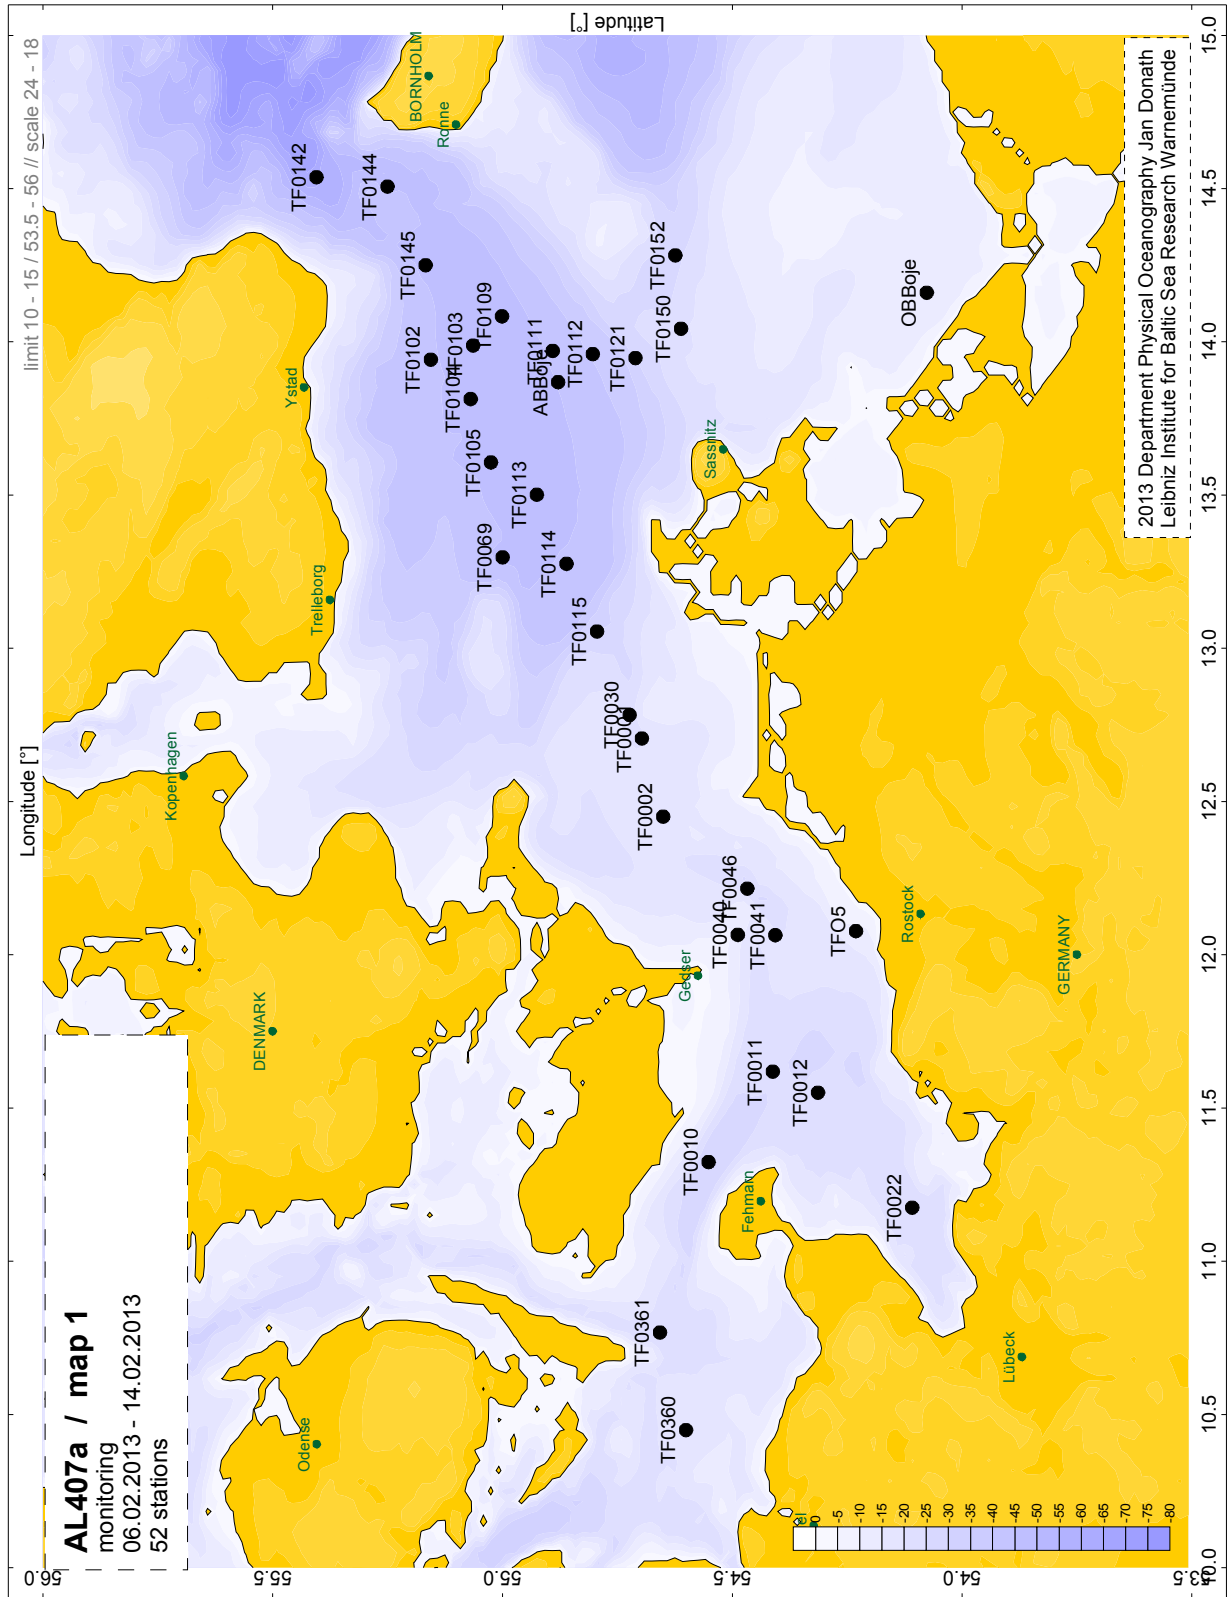 limit 10 - 15 / 53.5 - 56 // scale 24 - 18
Longitude [°]
Latitude [°]
AL407a / map 1
monitoring
06.02.2013 - 14.02.2013
52 stations
56.0
55.5
55.0
54.5
54.0
53.5
10.0
10.5
11.0
11.5
12.0
12.5
13.0
13.5
14.0
14.5
15.0
BORNHOLM
Ronne
TF0142
TF0144
TF0145
TF0102
TF0103
TF0109
TF0104
TF0105
TF0111
ABBoje
TF0112
TF0121
TF0150
TF0152
OBBoje
TF0113
TF0069
TF0114
TF0115
TF0030
TF0001
TF0002
TF0046
TF0040
TF0041
TFO5
TF0011
TF0012
TF0010
TF0022
TF0361
TF0360
Ystad
Trelleborg
Kopenhagen
Sassnitz
DENMARK
Gedser
Rostock
GERMANY
Fehmarn
Lübeck
Odense
el
0
-5
-10
-15
-20
-25
-30
-35
-40
-45
-50
-55
-60
-65
-70
-75
-80
2013 Department Physical Oceanography Jan Donath
Leibniz Institute for Baltic Sea Research Warnemünde